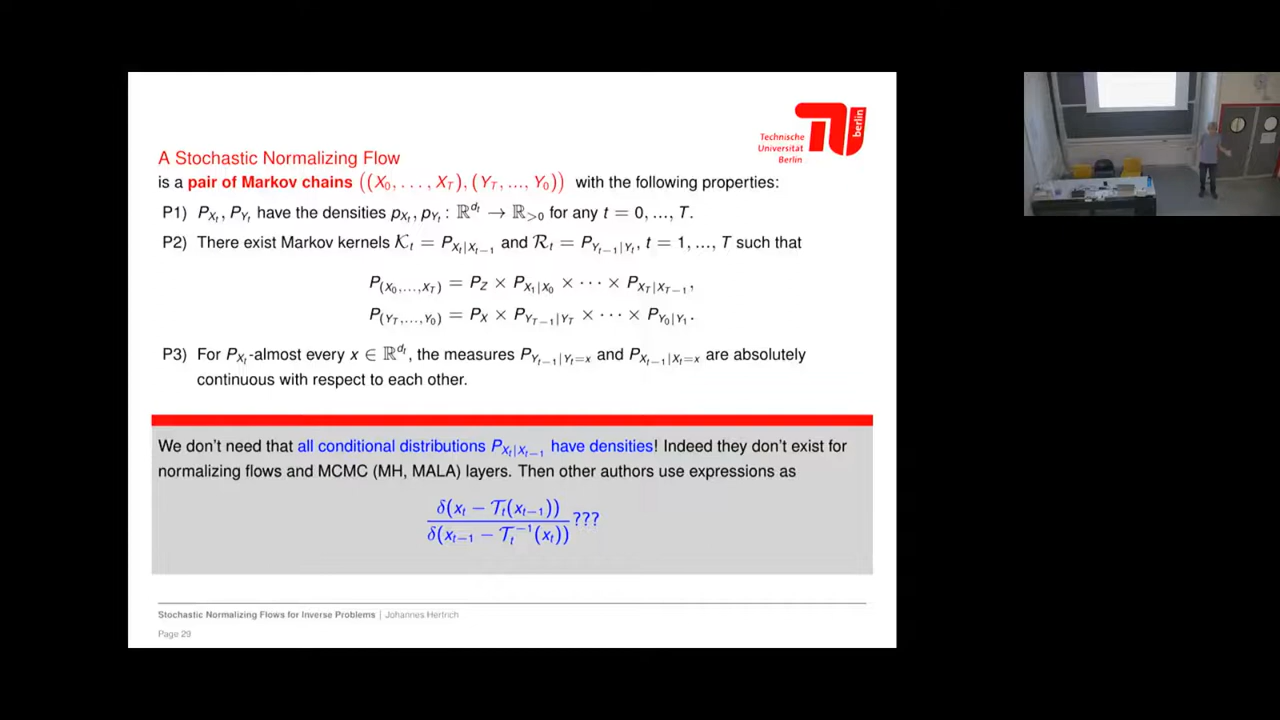 Technische
Universität
Berlin
berlin
A Stochastic Normalizing Flow
is a pair of Markov chains ((X₀, . . . , X_T), (Y_T, ..., Y₀)) with the following properties:
P1) P_{X_t}, P_{Y_t} have the densities p_{X_t}, p_{Y_t} : ℝ^{d_t} → ℝ_{>0} for any t = 0, ..., T.
P2) There exist Markov kernels 𝒦_t = P_{X_t|X_{t−1}} and ℛ_t = P_{Y_{t−1}|Y_t}, t = 1, ..., T such that
P_{(X₀,...,X_T)} = P_Z × P_{X₁|X₀} × · · · × P_{X_T|X_{T−1}},
P_{(Y_T,...,Y₀)} = P_X × P_{Y_{T−1}|Y_T} × · · · × P_{Y₀|Y₁}.
P3) For P_{X_t}-almost every x ∈ ℝ^{d_t}, the measures P_{Y_{t−1}|Y_t=x} and P_{X_{t−1}|X_t=x} are absolutely
continuous with respect to each other.
We don't need that all conditional distributions P_{X_t|X_{t−1}} have densities! Indeed they don't exist for
normalizing flows and MCMC (MH, MALA) layers. Then other authors use expressions as
δ(x_t − 𝒯_t(x_{t−1}))
δ(x_{t−1} − 𝒯_t^{−1}(x_t)) ???
Stochastic Normalizing Flows for Inverse Problems | Johannes Hertrich
Page 29